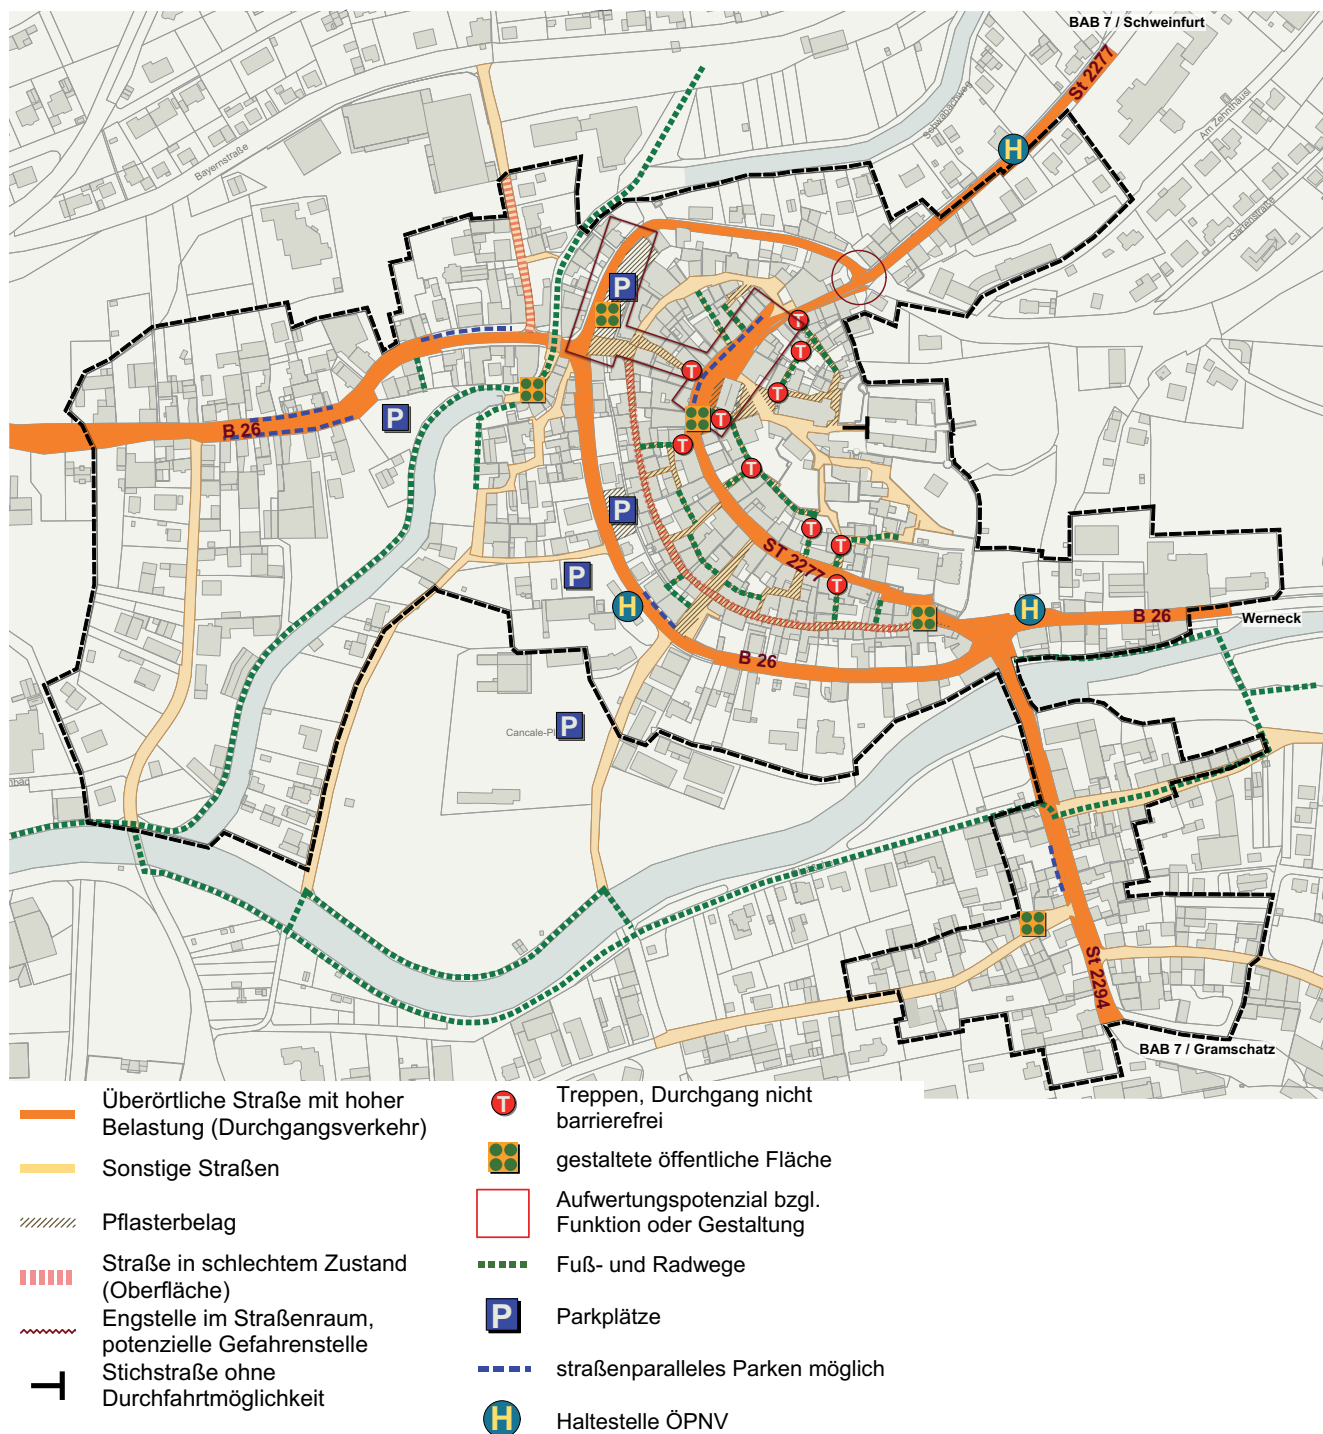 BAB 7 / Schweinfurt
St 2277
Schwabachweg
Am Zehnthäusl
Bayernstraße
Gartenstraße
H
P
T
T
T
T
B 26
P
T
T
T
P
ST 2277
T
T
P
T
H
H
B 26
Werneck
B 26
P
Cancale-Pl
St 2294
BAB 7 / Gramschatz
Überörtliche Straße mit hoher
Belastung (Durchgangsverkehr)
Sonstige Straßen
Pflasterbelag
Straße in schlechtem Zustand
(Oberfläche)
Engstelle im Straßenraum,
potenzielle Gefahrenstelle
Stichstraße ohne
Durchfahrtmöglichkeit
T
Treppen, Durchgang nicht
barrierefrei
gestaltete öffentliche Fläche
Aufwertungspotenzial bzgl.
Funktion oder Gestaltung
Fuß- und Radwege
P
Parkplätze
straßenparalleles Parken möglich
H
Haltestelle ÖPNV